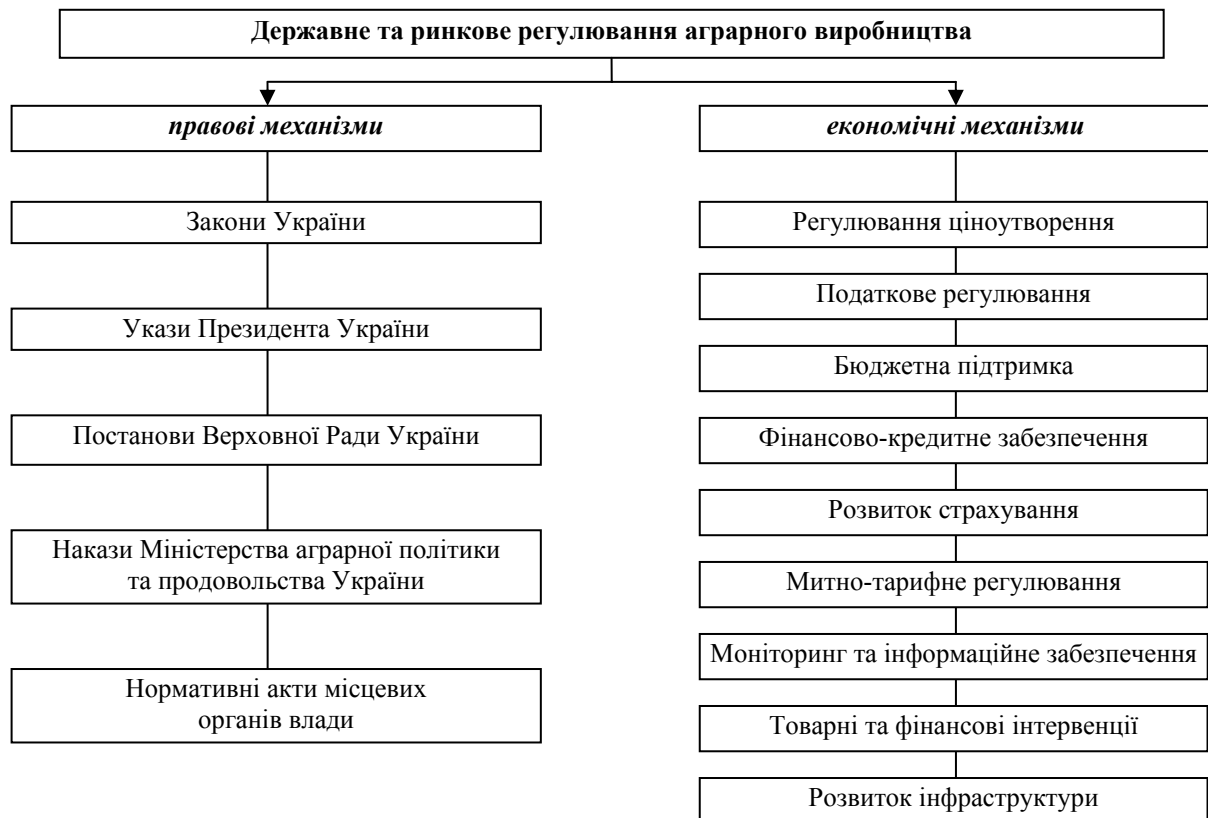 Державне та ринкове регулювання аграрного виробництва
правові механізми
Закони України
Укази Президента України
Постанови Верховної Ради України
Накази Міністерства аграрної політики
та продовольства України
Нормативні акти місцевих
органів влади
економічні механізми
Регулювання ціноутворення
Податкове регулювання
Бюджетна підтримка
Фінансово-кредитне забезпечення
Розвиток страхування
Митно-тарифне регулювання
Моніторинг та інформаційне забезпечення
Товарні та фінансові інтервенції
Розвиток інфраструктури